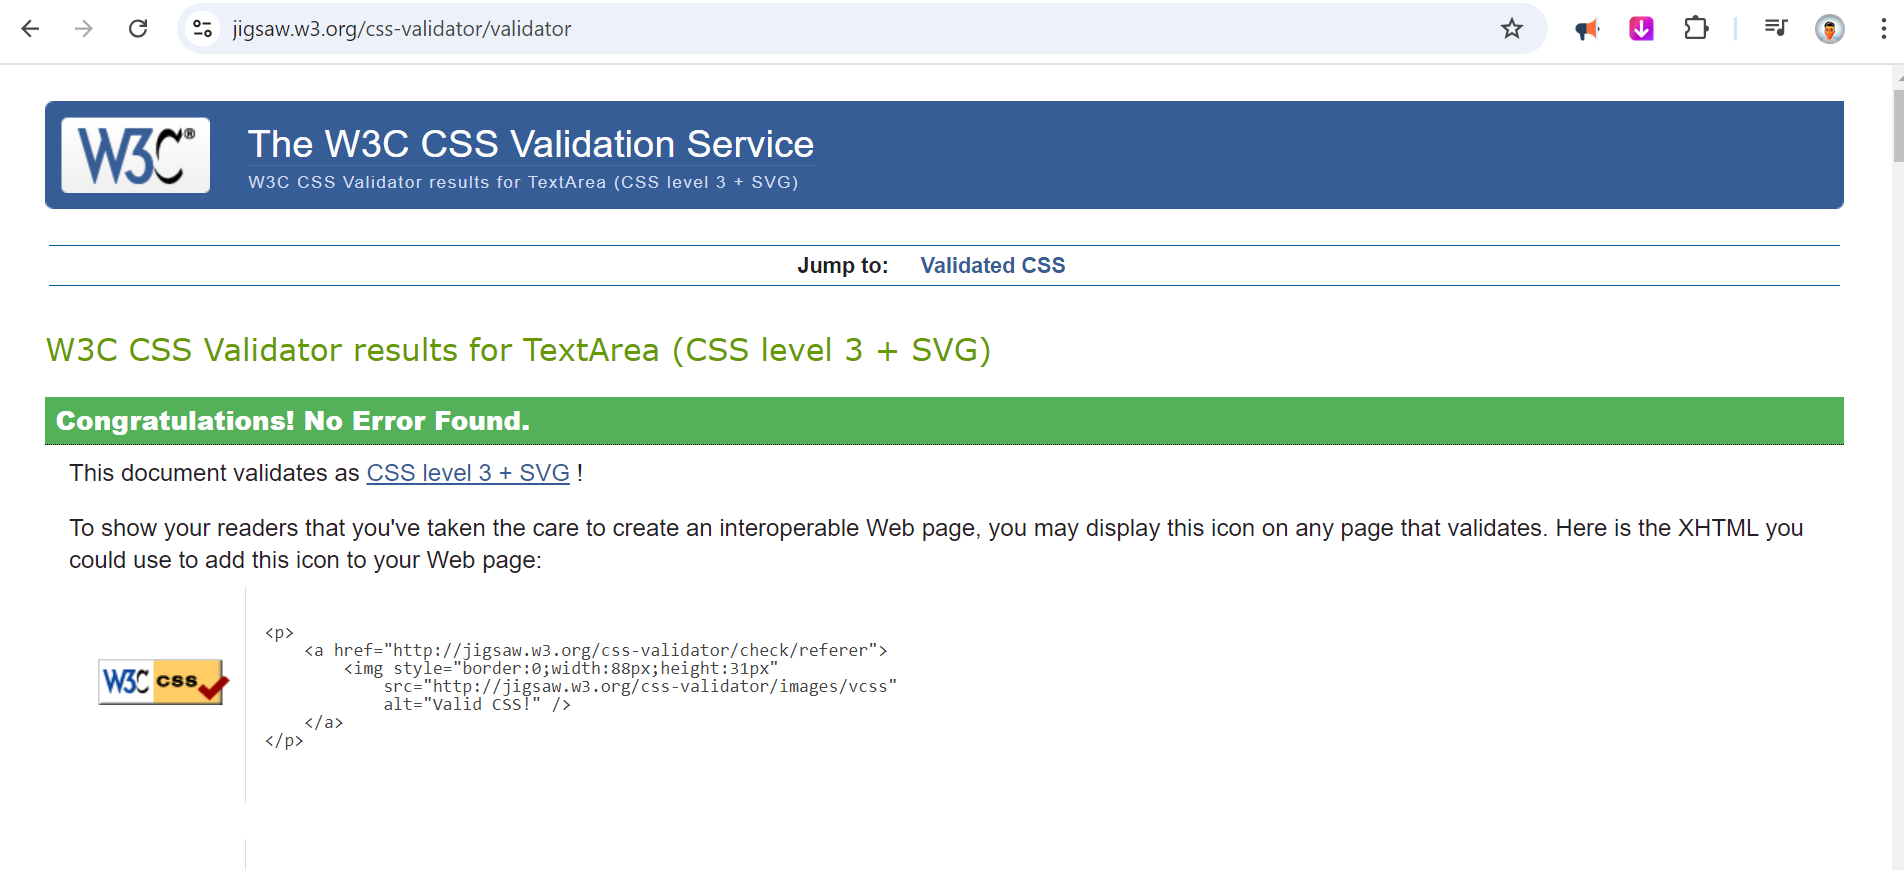 jigsaw.w3.org/css-validator/validator
W3C®
The W3C CSS Validation Service
W3C CSS Validator results for TextArea (CSS level 3 + SVG)
Jump to: Validated CSS
W3C CSS Validator results for TextArea (CSS level 3 + SVG)
Congratulations! No Error Found.
This document validates as CSS level 3 + SVG !
To show your readers that you've taken the care to create an interoperable Web page, you may display this icon on any page that validates. Here is the XHTML you
could use to add this icon to your Web page:
W3C css
<p>
    <a href="http://jigsaw.w3.org/css-validator/check/referer">
        <img style="border:0;width:88px;height:31px"
            src="http://jigsaw.w3.org/css-validator/images/vcss"
            alt="Valid CSS!" />
    </a>
</p>